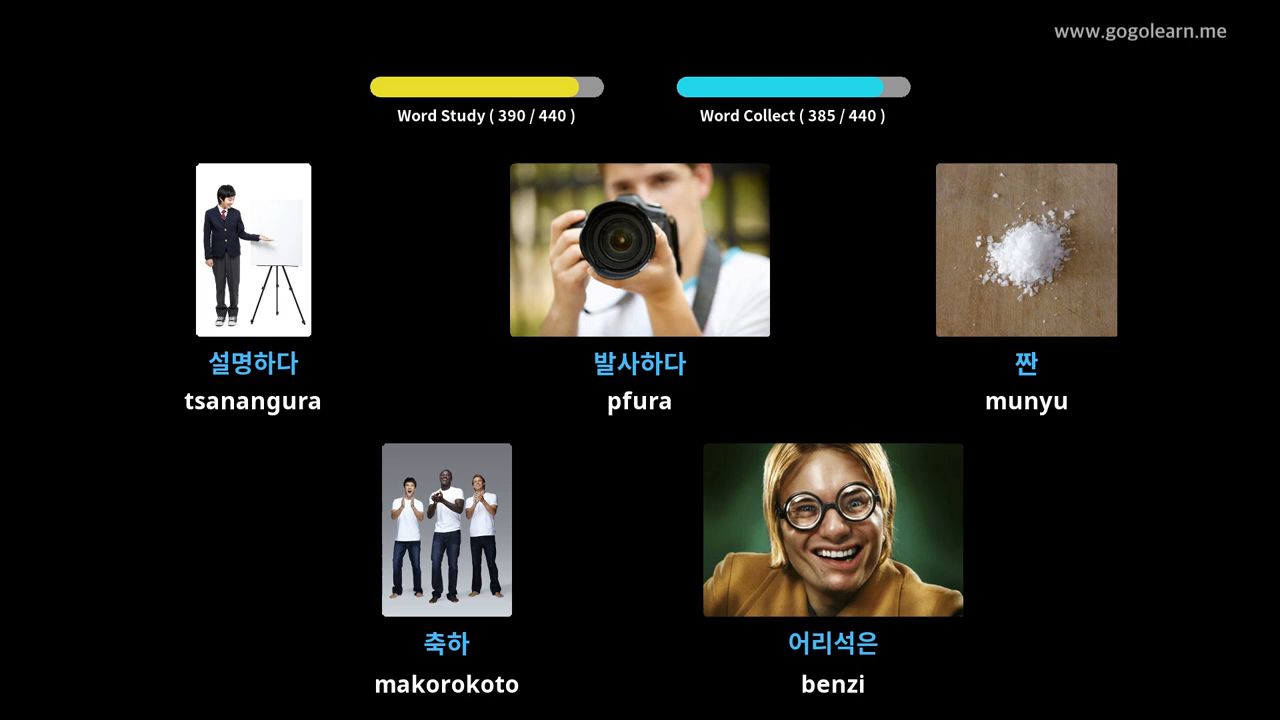 www.gogolearn.me
Word Study ( 390 / 440 )
Word Collect ( 385 / 440 )
설명하다
tsanangura
발사하다
pfura
짠
munyu
축하
makorokoto
어리석은
benzi